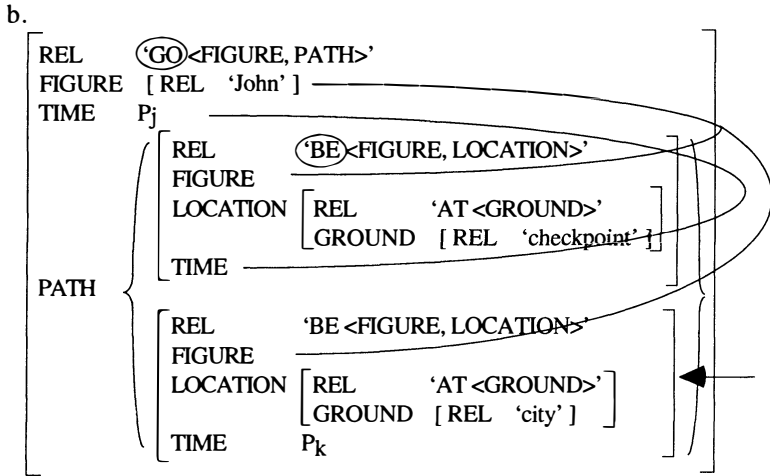 b.
REL ‘GO<FIGURE, PATH>’
FIGURE [ REL ‘John’ ]
TIME Pj
REL ‘BE<FIGURE, LOCATION>’
FIGURE
LOCATION [ REL ‘AT <GROUND>’
GROUND [ REL ‘checkpoint’ ] ]
TIME
PATH
REL ‘BE <FIGURE, LOCATION>’
FIGURE
LOCATION [ REL ‘AT <GROUND>’
GROUND [ REL ‘city’ ] ]
TIME Pk